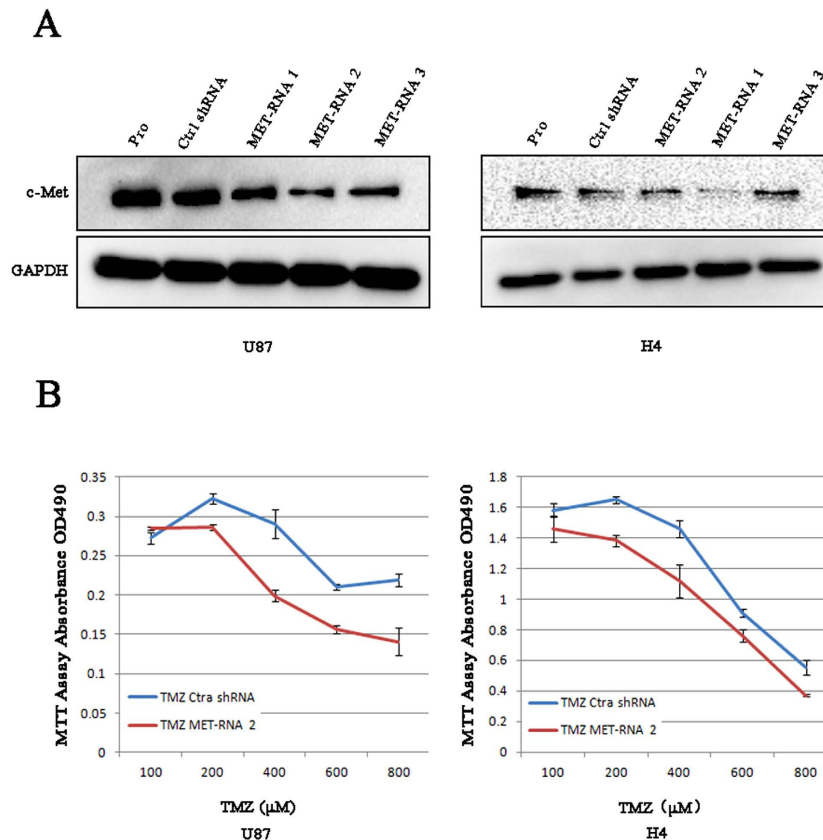 A
Pro
Ctrl shRNA
MET-RNA 1
MET-RNA 2
MET-RNA 3
Pro
Ctrl shRNA
MET-RNA 2
MET-RNA 1
MET-RNA 3
c-Met
GAPDH
U87
H4
B
MTT Assay Absorbance OD490
0.35
0.3
0.25
0.2
0.15
0.1
0.05
0
TMZ Ctra shRNA
TMZ MET-RNA 2
100 200 400 600 800
TMZ (μM)
U87
MTT Assay Absorbance OD490
1.8
1.6
1.4
1.2
1
0.8
0.6
0.4
0.2
0
TMZ Ctra shRNA
TMZ MET-RNA 2
100 200 400 600 800
TMZ (μM)
H4